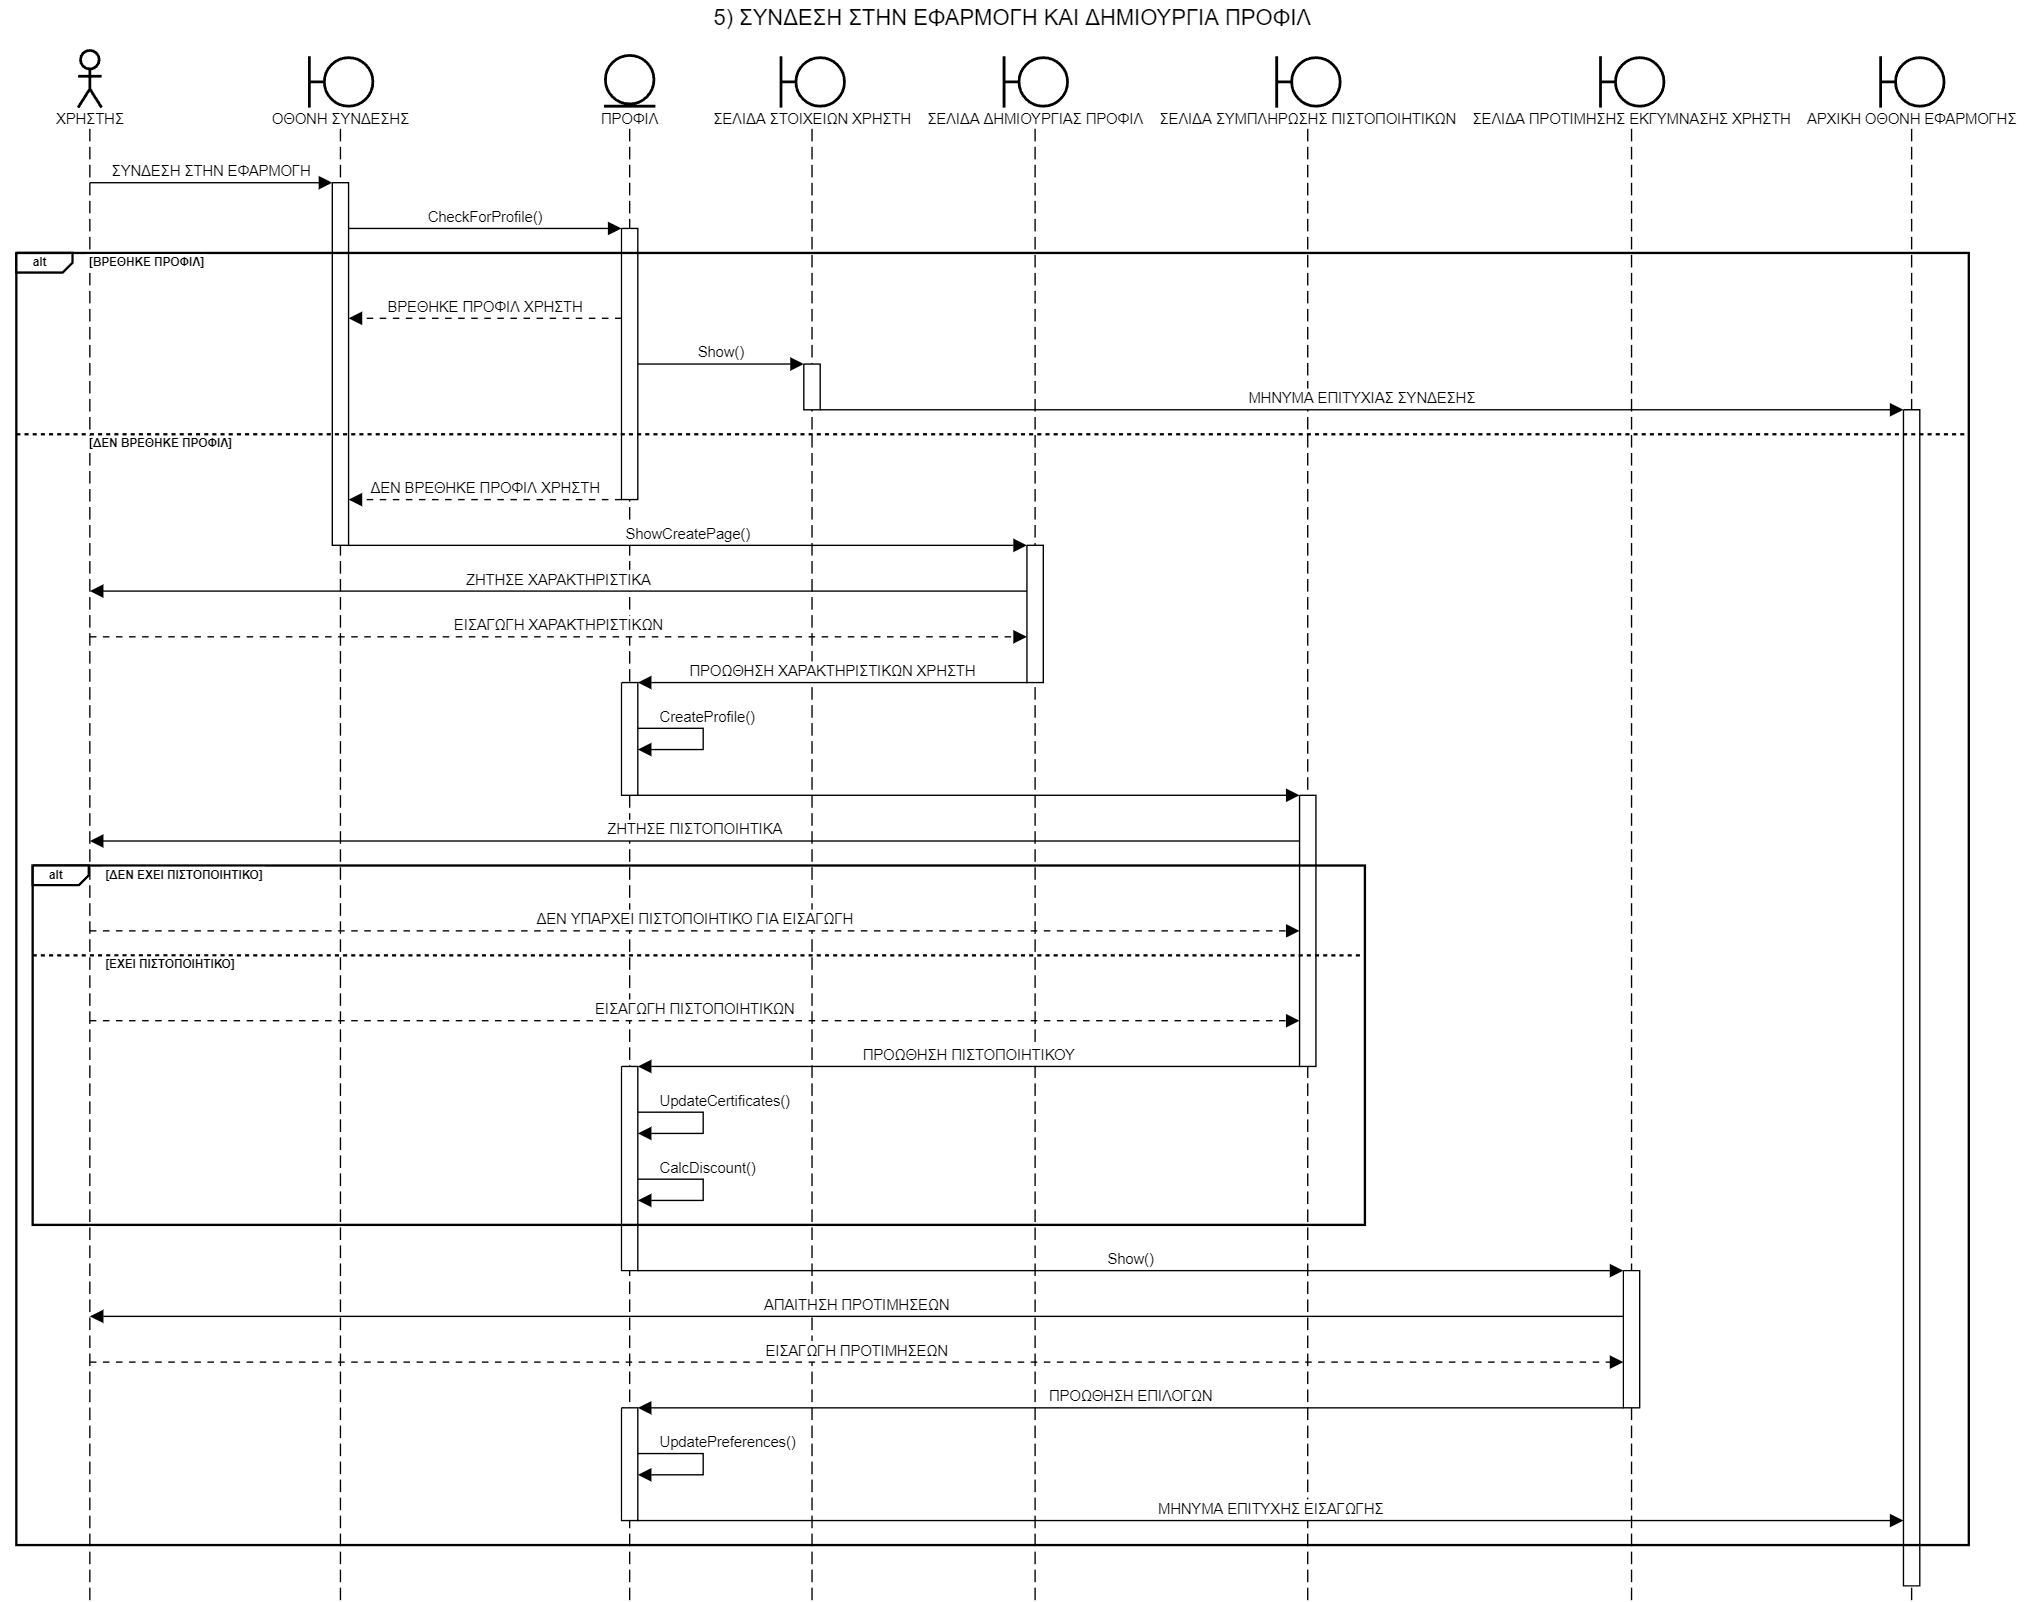 5) ΣΥΝΔΕΣΗ ΣΤΗΝ ΕΦΑΡΜΟΓΗ ΚΑΙ ΔΗΜΙΟΥΡΓΙΑ ΠΡΟΦΙΛ
ΧΡΗΣΤΗΣ
ΟΘΟΝΗ ΣΥΝΔΕΣΗΣ
ΠΡΟΦΙΛ
ΣΕΛΙΔΑ ΣΤΟΙΧΕΙΩΝ ΧΡΗΣΤΗ
ΣΕΛΙΔΑ ΔΗΜΙΟΥΡΓΙΑΣ ΠΡΟΦΙΛ
ΣΕΛΙΔΑ ΣΥΜΠΛΗΡΩΣΗΣ ΠΙΣΤΟΠΟΙΗΤΙΚΩΝ
ΣΕΛΙΔΑ ΠΡΟΤΙΜΗΣΗΣ ΕΚΓΥΜΝΑΣΗΣ ΧΡΗΣΤΗ
ΑΡΧΙΚΗ ΟΘΟΝΗ ΕΦΑΡΜΟΓΗΣ
ΣΥΝΔΕΣΗ ΣΤΗΝ ΕΦΑΡΜΟΓΗ
CheckForProfile()
alt
[ΒΡΕΘΗΚΕ ΠΡΟΦΙΛ]
ΒΡΕΘΗΚΕ ΠΡΟΦΙΛ ΧΡΗΣΤΗ
Show()
ΜΗΝΥΜΑ ΕΠΙΤΥΧΙΑΣ ΣΥΝΔΕΣΗΣ
[ΔΕΝ ΒΡΕΘΗΚΕ ΠΡΟΦΙΛ]
ΔΕΝ ΒΡΕΘΗΚΕ ΠΡΟΦΙΛ ΧΡΗΣΤΗ
ShowCreatePage()
ΖΗΤΗΣΕ ΧΑΡΑΚΤΗΡΙΣΤΙΚΑ
ΕΙΣΑΓΩΓΗ ΧΑΡΑΚΤΗΡΙΣΤΙΚΩΝ
ΠΡΟΩΘΗΣΗ ΧΑΡΑΚΤΗΡΙΣΤΙΚΩΝ ΧΡΗΣΤΗ
CreateProfile()
ΖΗΤΗΣΕ ΠΙΣΤΟΠΟΙΗΤΙΚΑ
alt
[ΔΕΝ ΕΧΕΙ ΠΙΣΤΟΠΟΙΗΤΙΚΟ]
ΔΕΝ ΥΠΑΡΧΕΙ ΠΙΣΤΟΠΟΙΗΤΙΚΟ ΓΙΑ ΕΙΣΑΓΩΓΗ
[ΕΧΕΙ ΠΙΣΤΟΠΟΙΗΤΙΚΟ]
ΕΙΣΑΓΩΓΗ ΠΙΣΤΟΠΟΙΗΤΙΚΩΝ
ΠΡΟΩΘΗΣΗ ΠΙΣΤΟΠΟΙΗΤΙΚΟΥ
UpdateCertificates()
CalcDiscount()
Show()
ΑΠΑΙΤΗΣΗ ΠΡΟΤΙΜΗΣΕΩΝ
ΕΙΣΑΓΩΓΗ ΠΡΟΤΙΜΗΣΕΩΝ
ΠΡΟΩΘΗΣΗ ΕΠΙΛΟΓΩΝ
UpdatePreferences()
ΜΗΝΥΜΑ ΕΠΙΤΥΧΗΣ ΕΙΣΑΓΩΓΗΣ